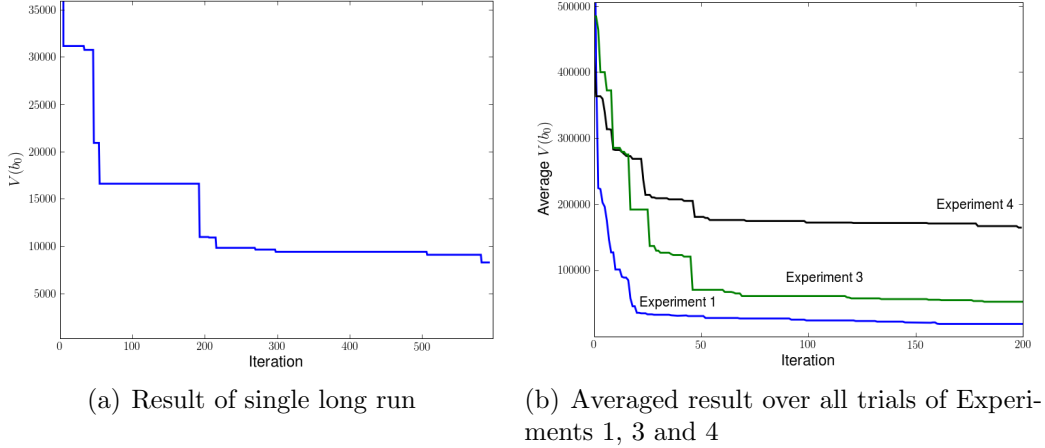 35000
30000
25000
20000
15000
10000
5000
V(b₀)
0 100 200 300 400 500
Iteration
(a) Result of single long run
500000
400000
300000
200000
100000
Average V(b₀)
Experiment 4
Experiment 3
Experiment 1
0 50 100 150 200
Iteration
(b) Averaged result over all trials of Experi-
ments 1, 3 and 4